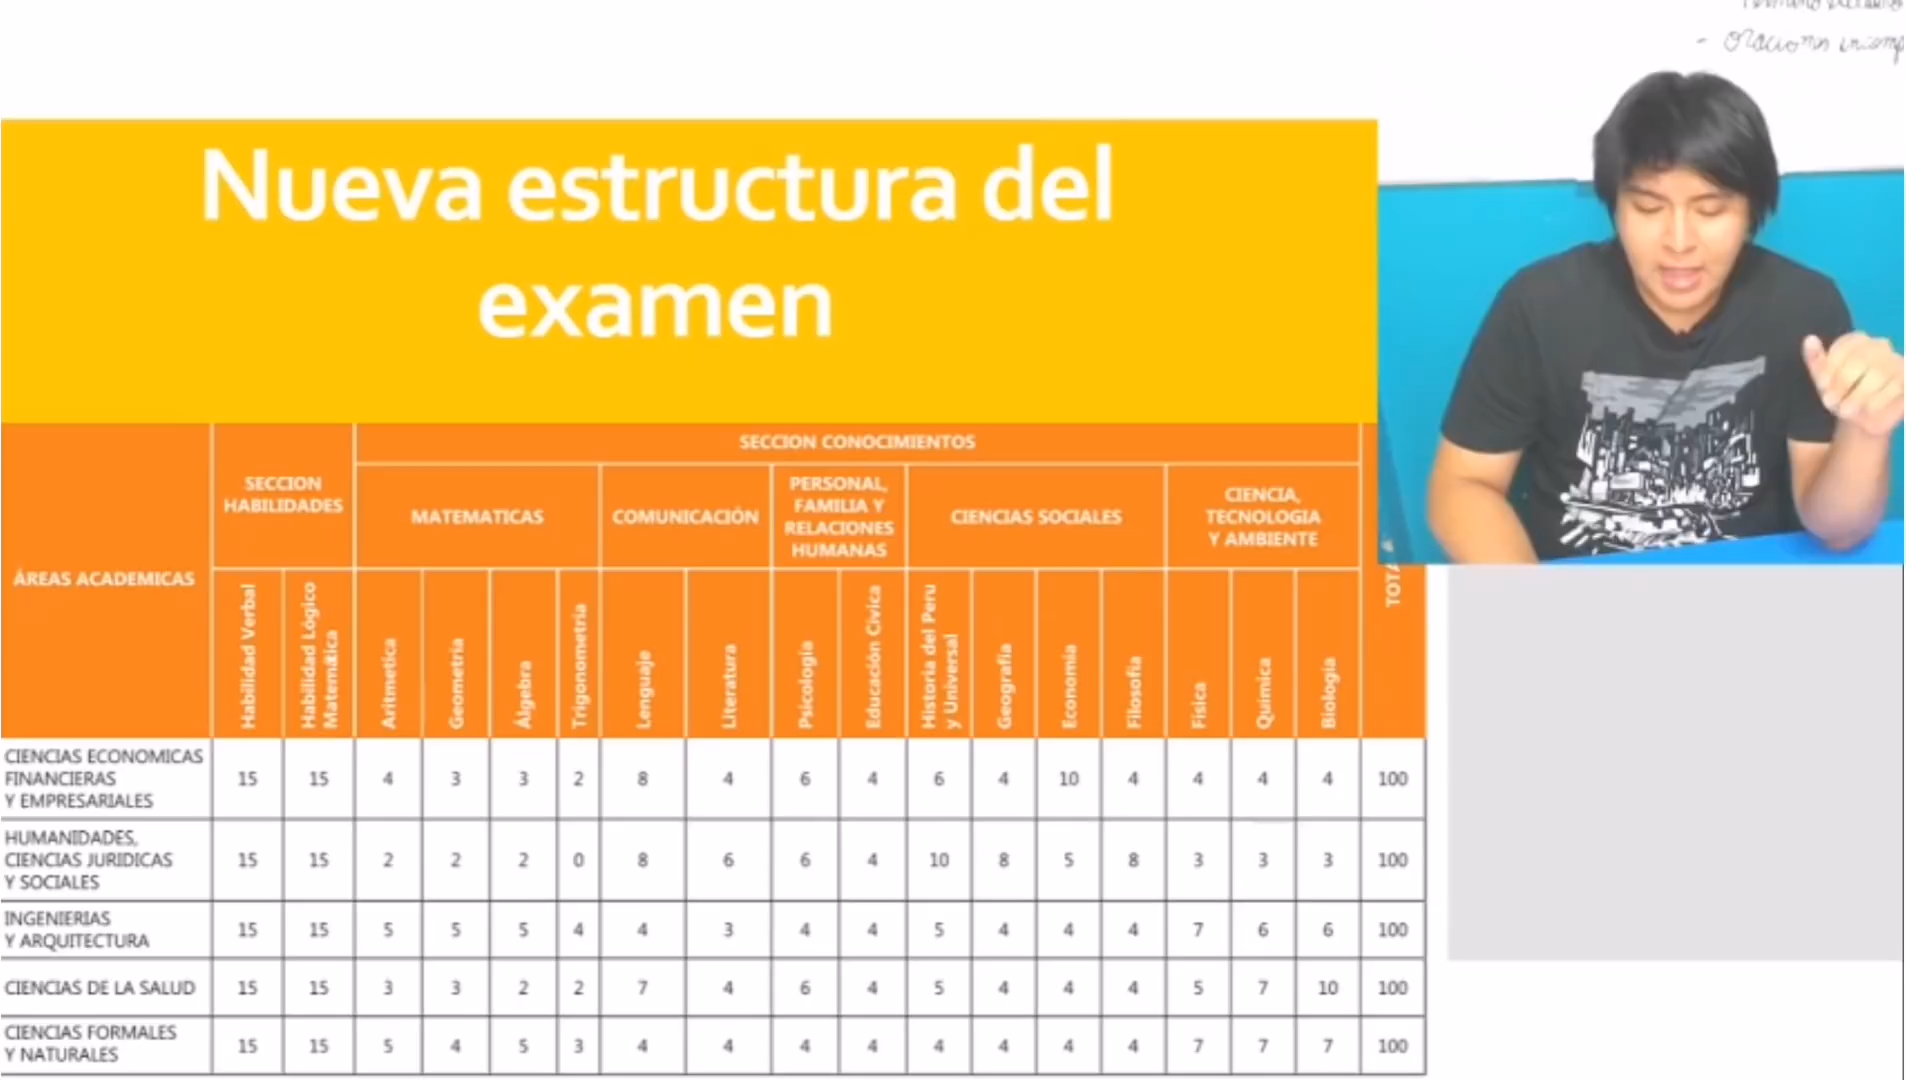 - oraciones incomp
Nueva estructura del
examen
ÁREAS ACADEMICAS
SECCION
HABILIDADES
SECCION CONOCIMIENTOS
MATEMATICAS
COMUNICACIÓN
PERSONAL,
FAMILIA Y
RELACIONES
HUMANAS
CIENCIAS SOCIALES
CIENCIA,
TECNOLOGIA
Y AMBIENTE
Habilidad Verbal
Habilidad Lógico
Matemática
Aritmetica
Geometria
Álgebra
Trigonometria
Lenguaje
Literatura
Psicología
Educación Civica
Historia del Peru
y Universal
Geografia
Economia
Filosofia
Fisica
Quimica
Biologia
TOTA
CIENCIAS ECONOMICAS
FINANCIERAS
Y EMPRESARIALES
15 15 4 3 3 2 8 4 6 4 6 4 10 4 4 4 4 100
HUMANIDADES,
CIENCIAS JURIDICAS
Y SOCIALES
15 15 2 2 2 0 8 6 6 4 10 8 5 8 3 3 3 100
INGENIERIAS
Y ARQUITECTURA
15 15 5 5 5 4 4 3 4 4 5 4 4 4 7 6 6 100
CIENCIAS DE LA SALUD 15 15 3 3 2 2 7 4 6 4 5 4 4 4 5 7 10 100
CIENCIAS FORMALES
Y NATURALES
15 15 5 4 5 3 4 4 4 4 4 4 4 4 7 7 7 100